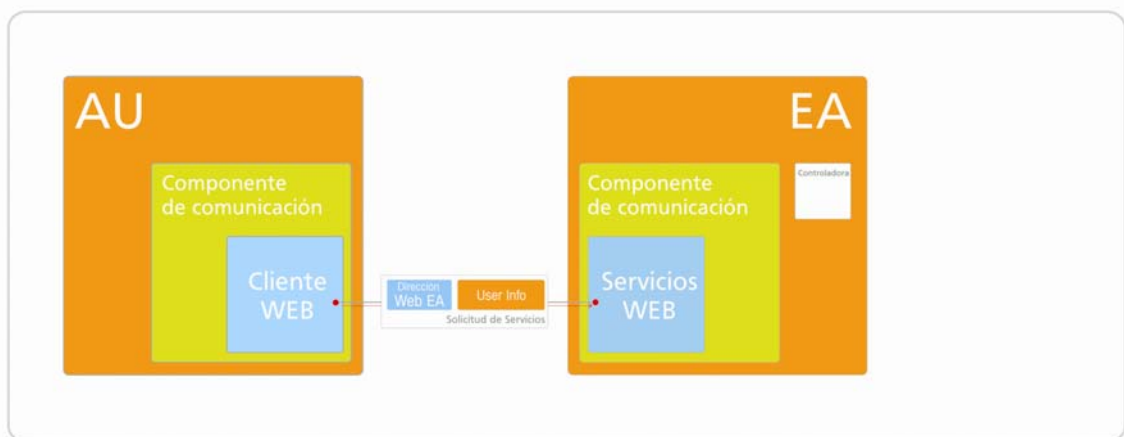 AU
Componente
de comunicación
Cliente
WEB
Dirección
Web EA
User Info
Solicitud de Servicios
EA
Controladora
Componente
de comunicación
Servicios
WEB